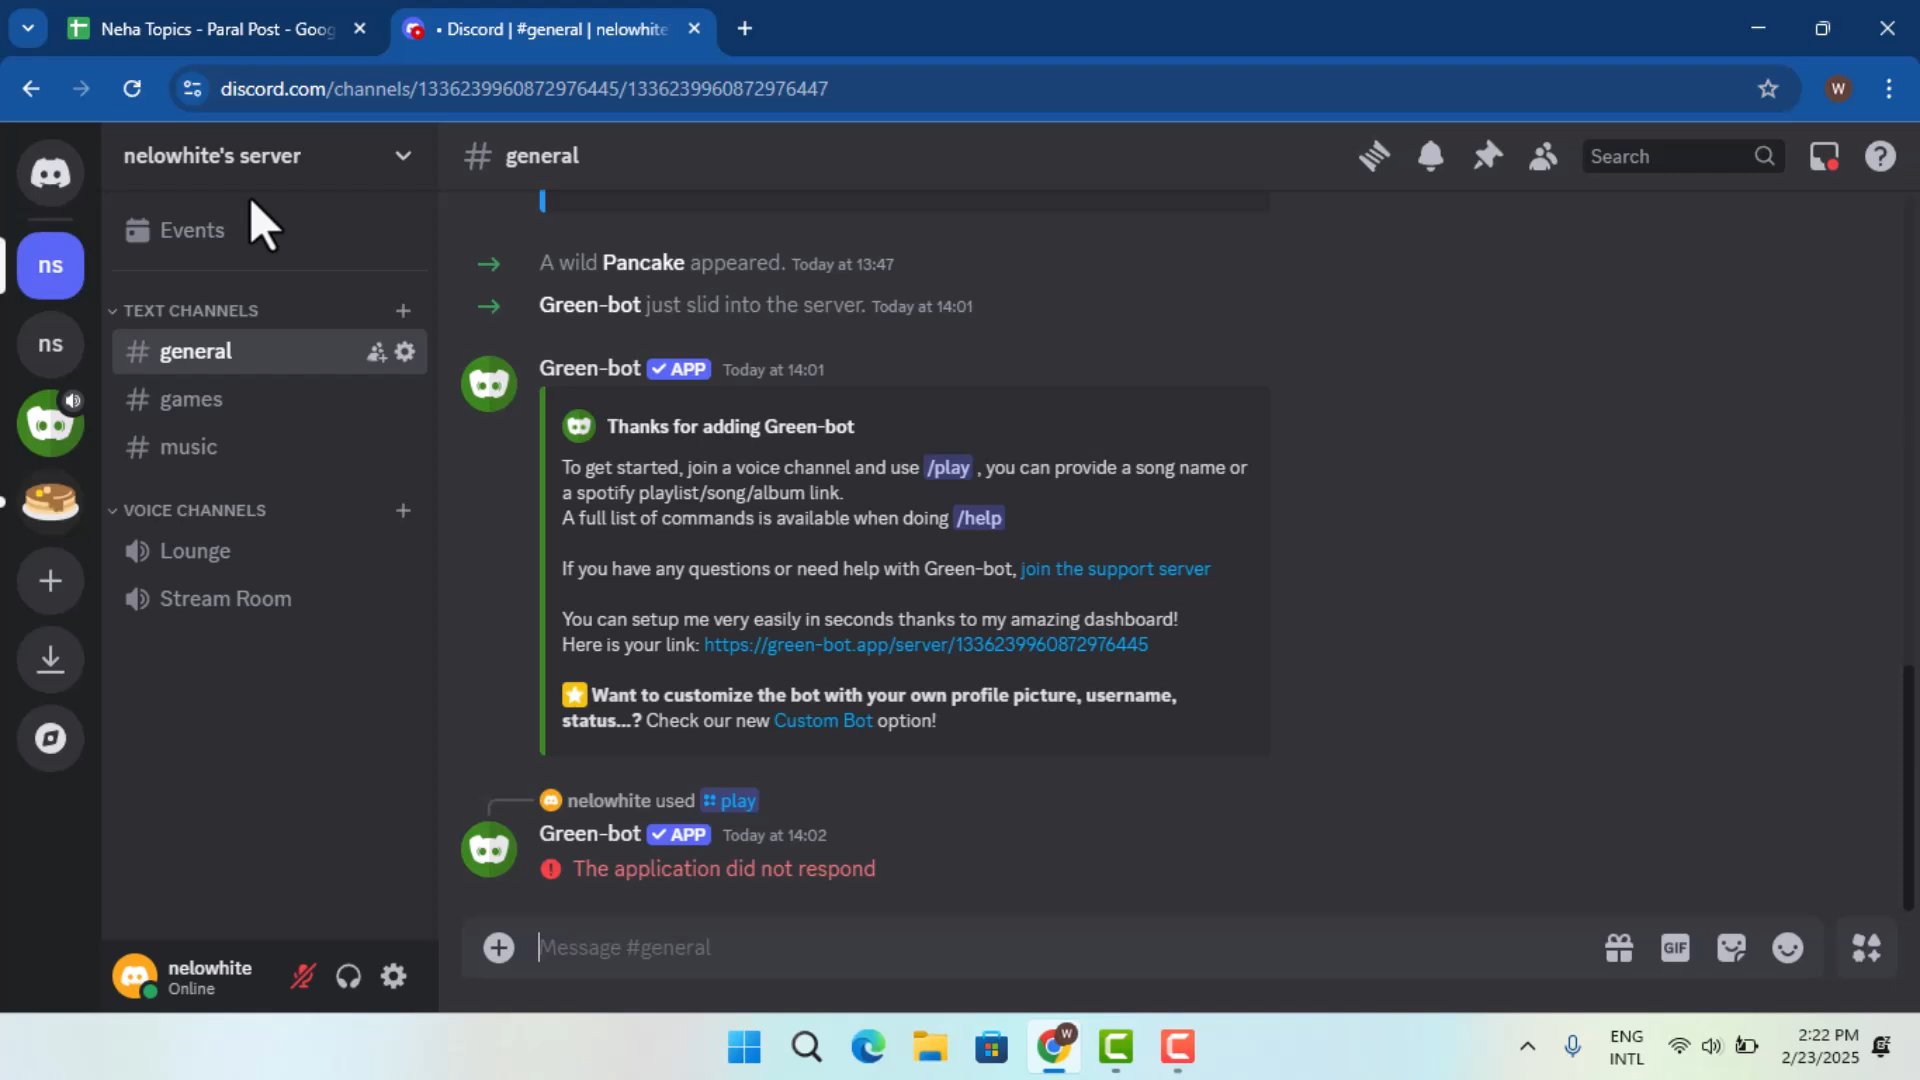 Neha Topics - Paral Post - Goog
• Discord | #general | nelowhite
discord.com/channels/1336239960872976445/1336239960872976447
W
nelowhite's server
general
Search
Events
ns
ns
TEXT CHANNELS
general
games
music
VOICE CHANNELS
Lounge
Stream Room
A wild Pancake appeared. Today at 13:47
Green-bot just slid into the server. Today at 14:01
Green-bot APP Today at 14:01
Thanks for adding Green-bot
To get started, join a voice channel and use /play , you can provide a song name or
a spotify playlist/song/album link.
A full list of commands is available when doing /help
If you have any questions or need help with Green-bot, join the support server
You can setup me very easily in seconds thanks to my amazing dashboard!
Here is your link: https://green-bot.app/server/1336239960872976445
Want to customize the bot with your own profile picture, username,
status...? Check our new Custom Bot option!
nelowhite used play
Green-bot APP Today at 14:02
The application did not respond
Message #general
GIF
nelowhite
Online
W
ENG
INTL
2:22 PM
2/23/2025